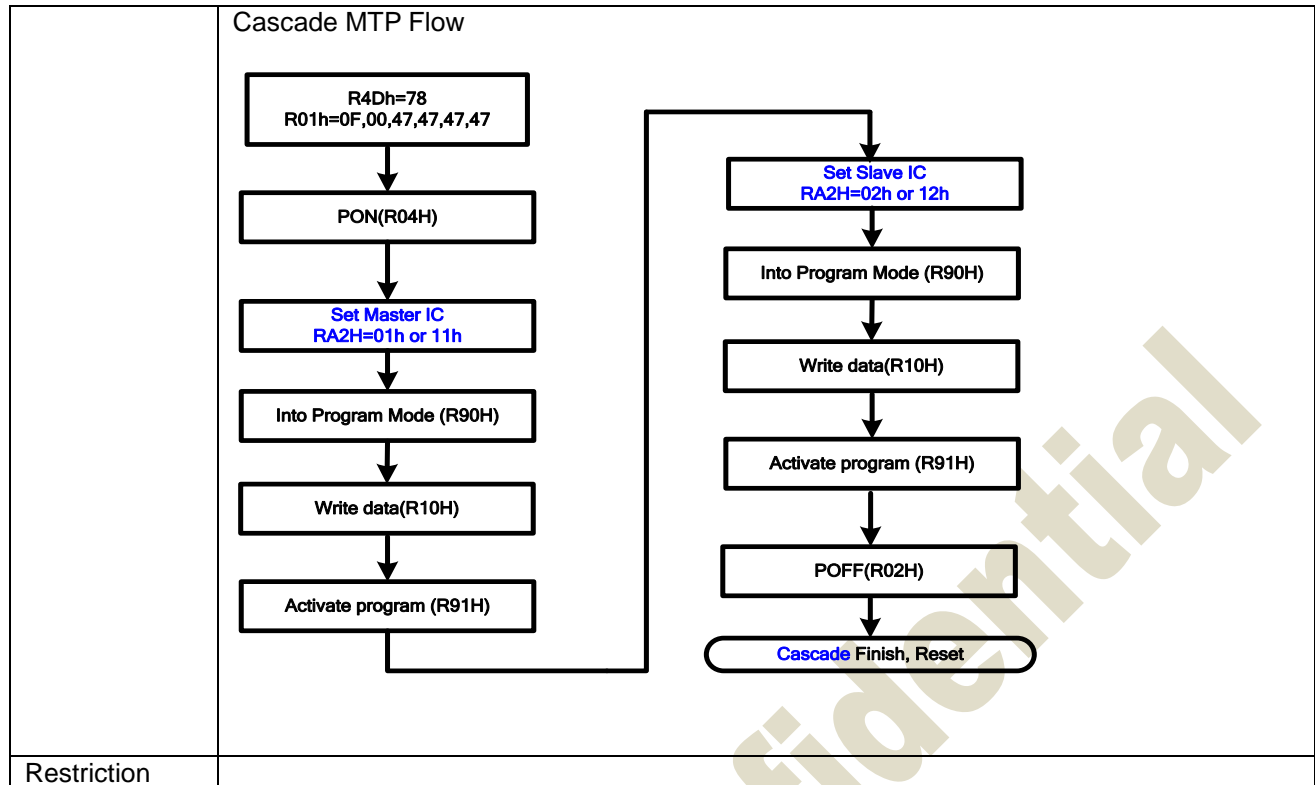 Cascade MTP Flow
R4Dh=78
R01h=0F,00,47,47,47,47
PON(R04H)
Set Master IC
RA2H=01h or 11h
Into Program Mode (R90H)
Write data(R10H)
Activate program (R91H)
Set Slave IC
RA2H=02h or 12h
Into Program Mode (R90H)
Write data(R10H)
Activate program (R91H)
POFF(R02H)
Cascade Finish, Reset
Restriction